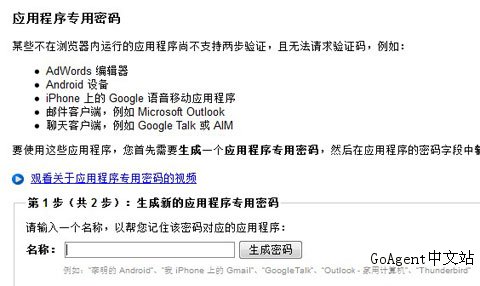 应用程序专用密码
某些不在浏览器内运行的应用程序尚不支持两步验证，且无法请求验证码，例如：
AdWords 编辑器
Android 设备
iPhone 上的 Google 语音移动应用程序
邮件客户端，例如 Microsoft Outlook
聊天客户端，例如 Google Talk 或 AIM
要使用这些应用程序，您首先需要生成一个应用程序专用密码，然后在应用程序的密码字段中
观看关于应用程序专用密码的视频
第 1 步（共 2 步）：生成新的应用程序专用密码
请输入一个名称，以帮您记住该密码对应的应用程序：
名称： 生成密码
GoAgent中文站
例如：“李明的 Android”、“我 iPhone 上的 Gmail”、“GoogleTalk”、“Outlook - 家用计算机”、“Thunderbird”